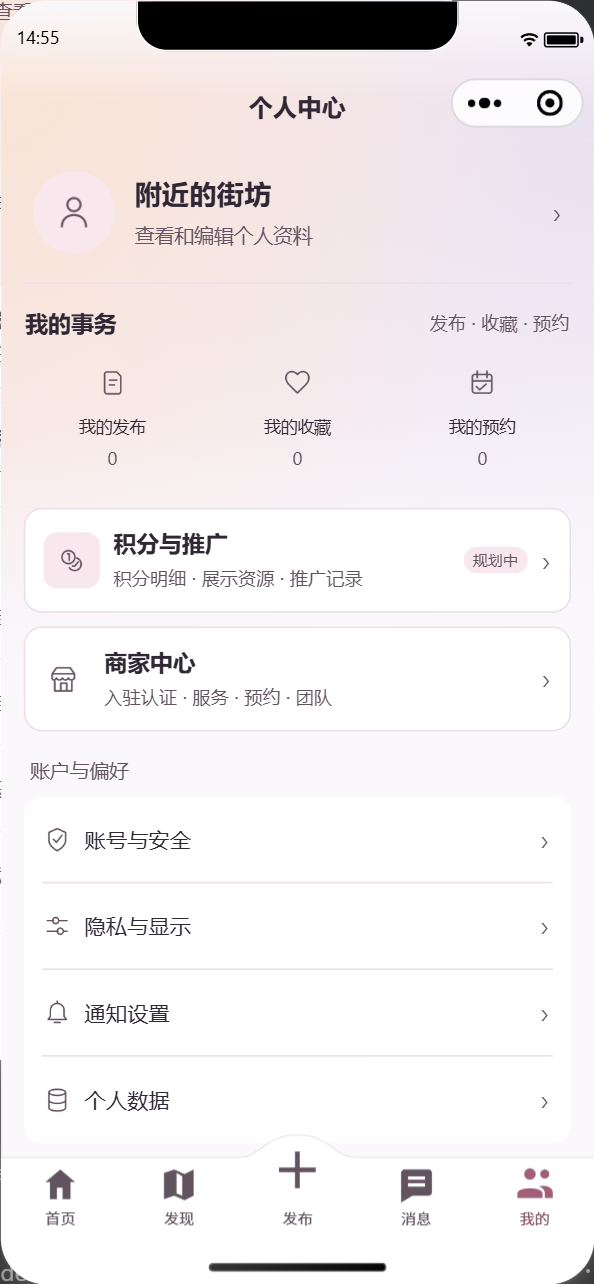 14:55
个人中心
附近的街坊
查看和编辑个人资料
我的事务
发布 · 收藏 · 预约
我的发布
我的收藏
我的预约
0
0
0
积分与推广
积分明细 · 展示资源 · 推广记录
规划中
商家中心
入驻认证 · 服务 · 预约 · 团队
账户与偏好
账号与安全
隐私与显示
通知设置
个人数据
首页
发现
发布
消息
我的